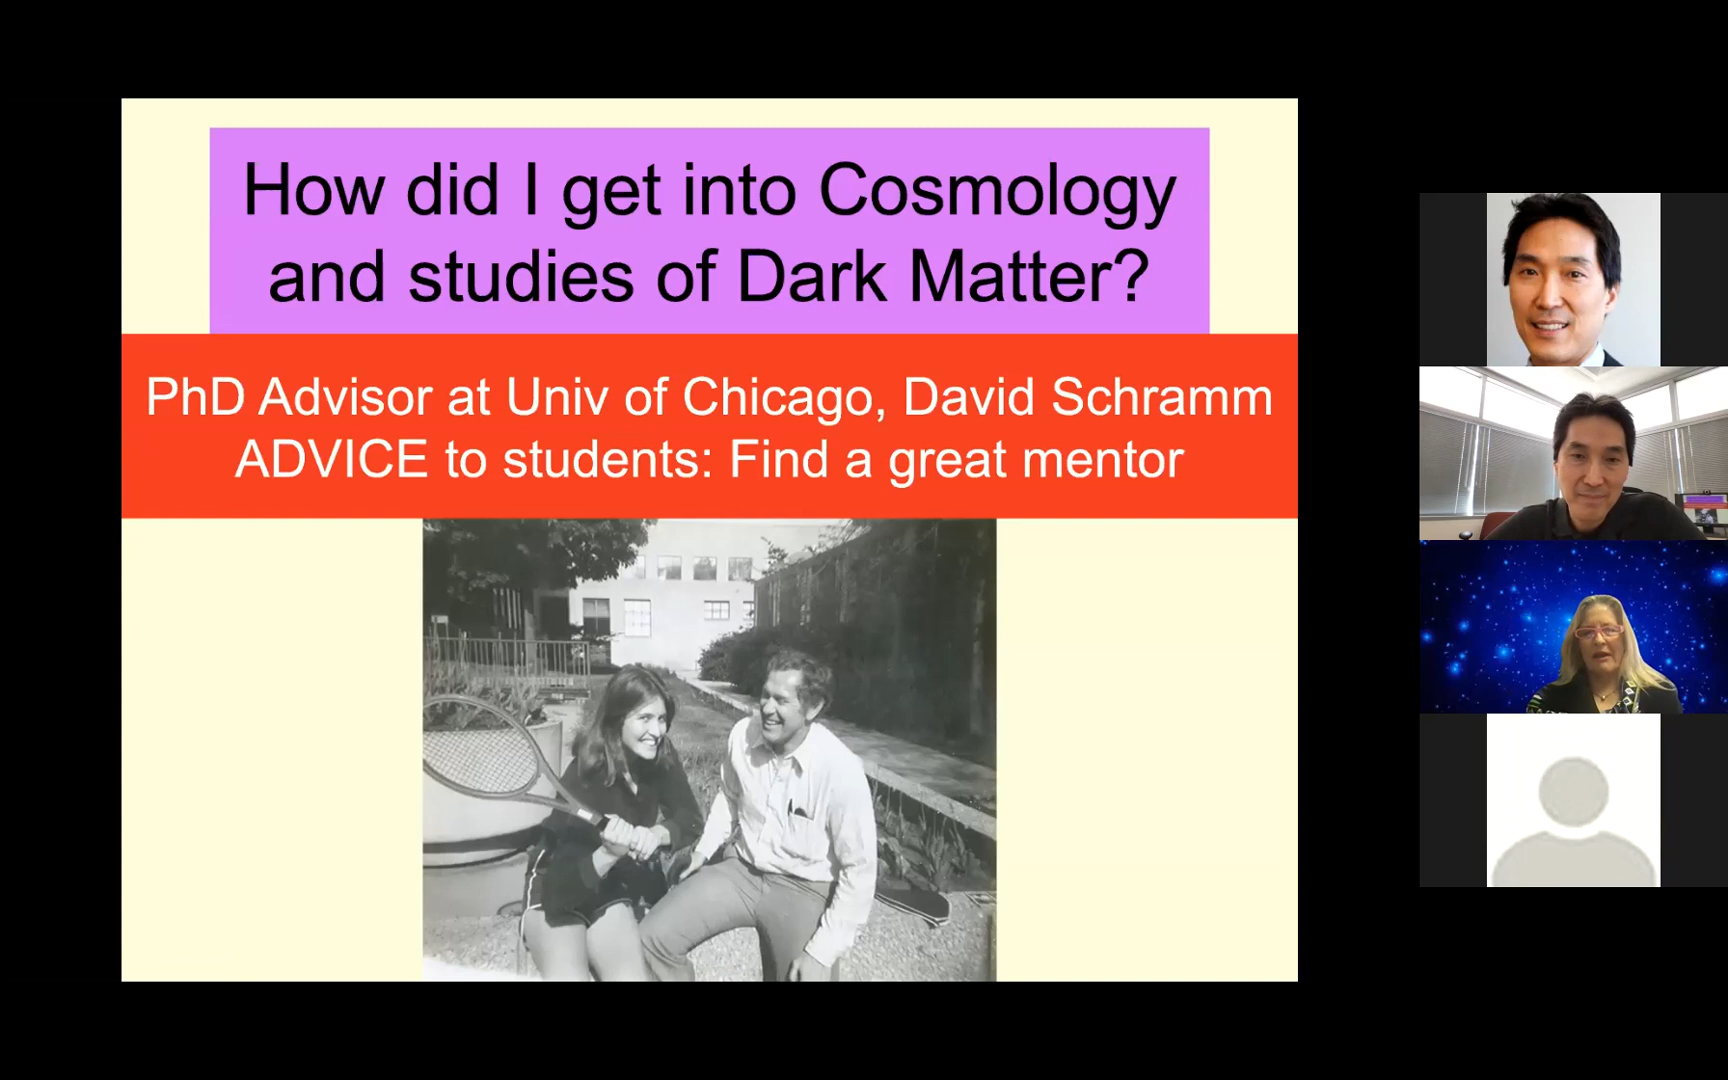 How did I get into Cosmology
and studies of Dark Matter?
PhD Advisor at Univ of Chicago, David Schramm
ADVICE to students: Find a great mentor